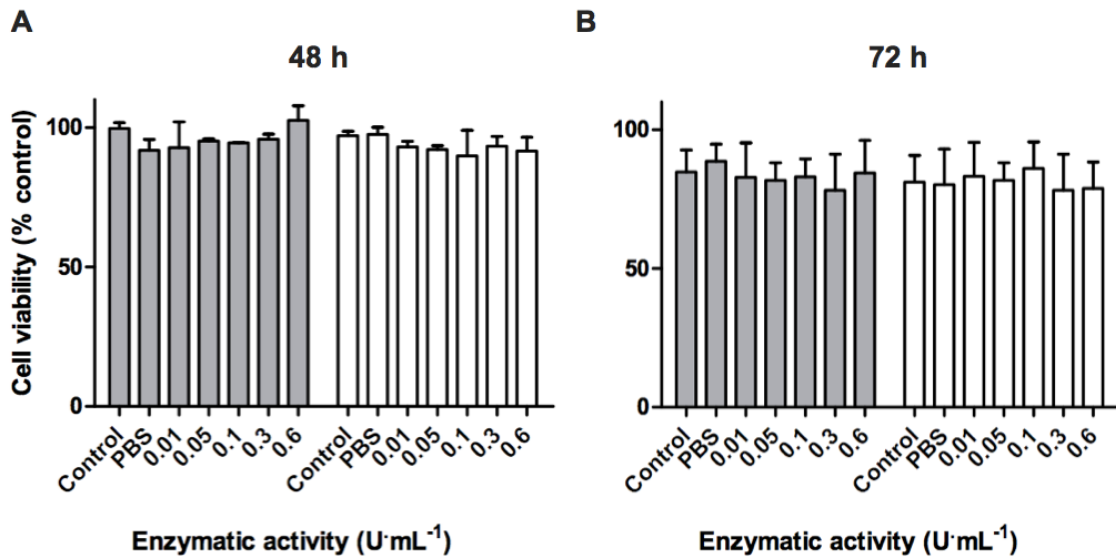 A
48 h
Cell viability (% control)
100
50
0
Control
PBS
0.01
0.05
0.1
0.3
0.6
Control
PBS
0.01
0.05
0.1
0.3
0.6
Enzymatic activity (U·mL⁻¹)
B
72 h
100
50
0
Control
PBS
0.01
0.05
0.1
0.3
0.6
Control
PBS
0.01
0.05
0.1
0.3
0.6
Enzymatic activity (U·mL⁻¹)